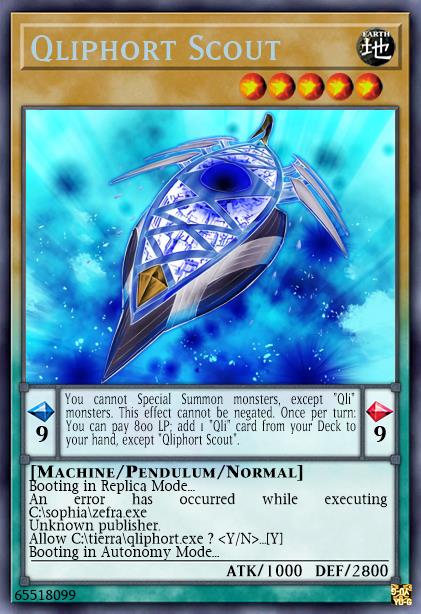 Qliphort Scout
EARTH
地
You cannot Special Summon monsters, except "Qli"
monsters. This effect cannot be negated. Once per turn:
You can pay 800 LP; add 1 "Qli" card from your Deck to
your hand, except "Qliphort Scout".
9
9
[Machine/Pendulum/Normal]
Booting in Replica Mode...
An error has occurred while executing
C:\sophia\zefra.exe
Unknown publisher.
Allow C:\tierra\qliphort.exe ? <Y/N>...[Y]
Booting in Autonomy Mode...
ATK/1000 DEF/2800
65518099